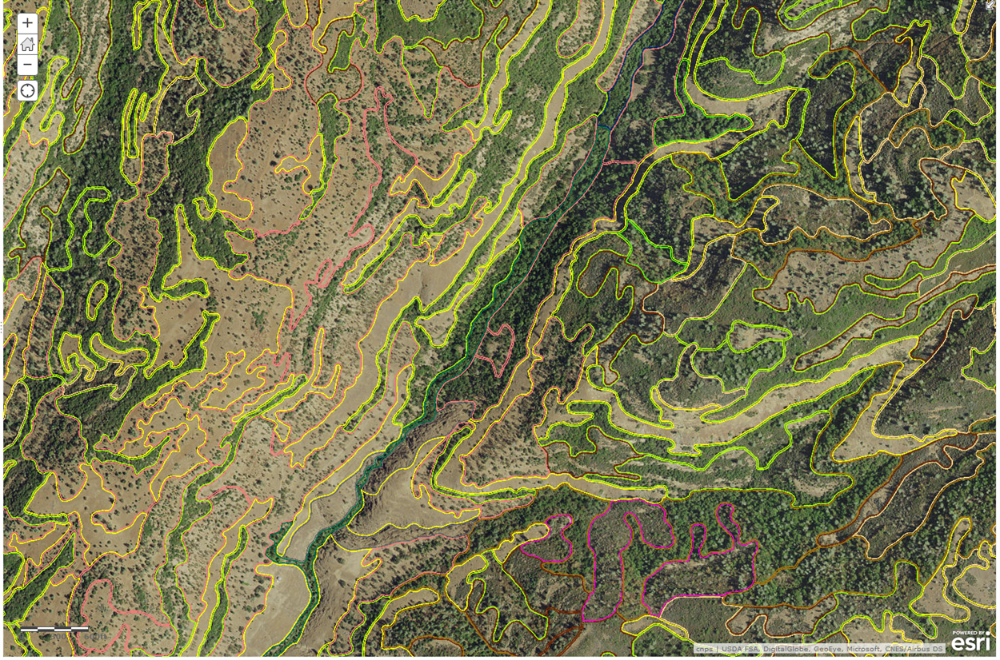 +
−
cnps | USDA FSA, DigitalGlobe, GeoEye, Microsoft, CNES/Airbus DS
POWERED BY
esri